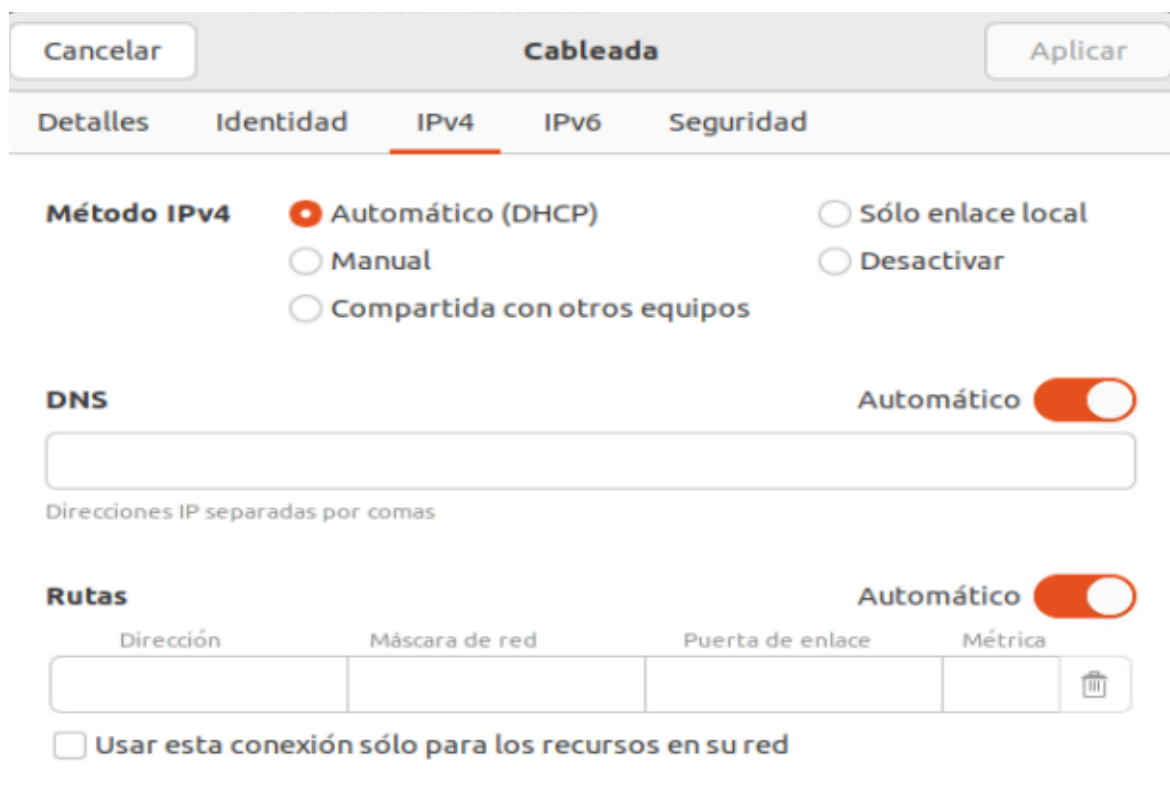 Cancelar Cableada Aplicar
Detalles Identidad IPv4 IPv6 Seguridad
Método IPv4 Automático (DHCP) Sólo enlace local
Manual Desactivar
Compartida con otros equipos
DNS Automático
Direcciones IP separadas por comas
Rutas Automático
Dirección Máscara de red Puerta de enlace Métrica
Usar esta conexión sólo para los recursos en su red